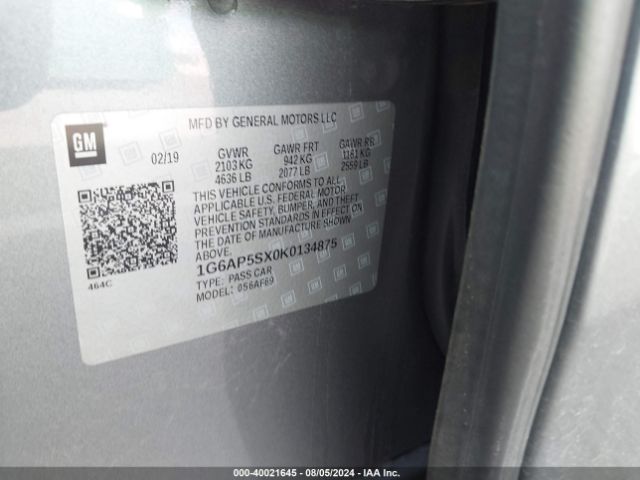 MFD BY GENERAL MOTORS LLC
GM
02/19 GVWR GAWR FRT GAWR RR
2103 KG 942 KG 1161 KG
4636 LB 2077 LB 2559 LB
THIS VEHICLE CONFORMS TO ALL
APPLICABLE U.S. FEDERAL MOTOR
VEHICLE SAFETY, BUMPER, AND THEFT
PREVENTION STANDARDS IN EFFECT ON
THE DATE OF MANUFACTURE SHOWN
ABOVE.
1G6AP5SX0K0134875
464C
TYPE: PASS CAR
MODEL: 0S6AF69
000-40021645 - 08/05/2024 - IAA Inc.